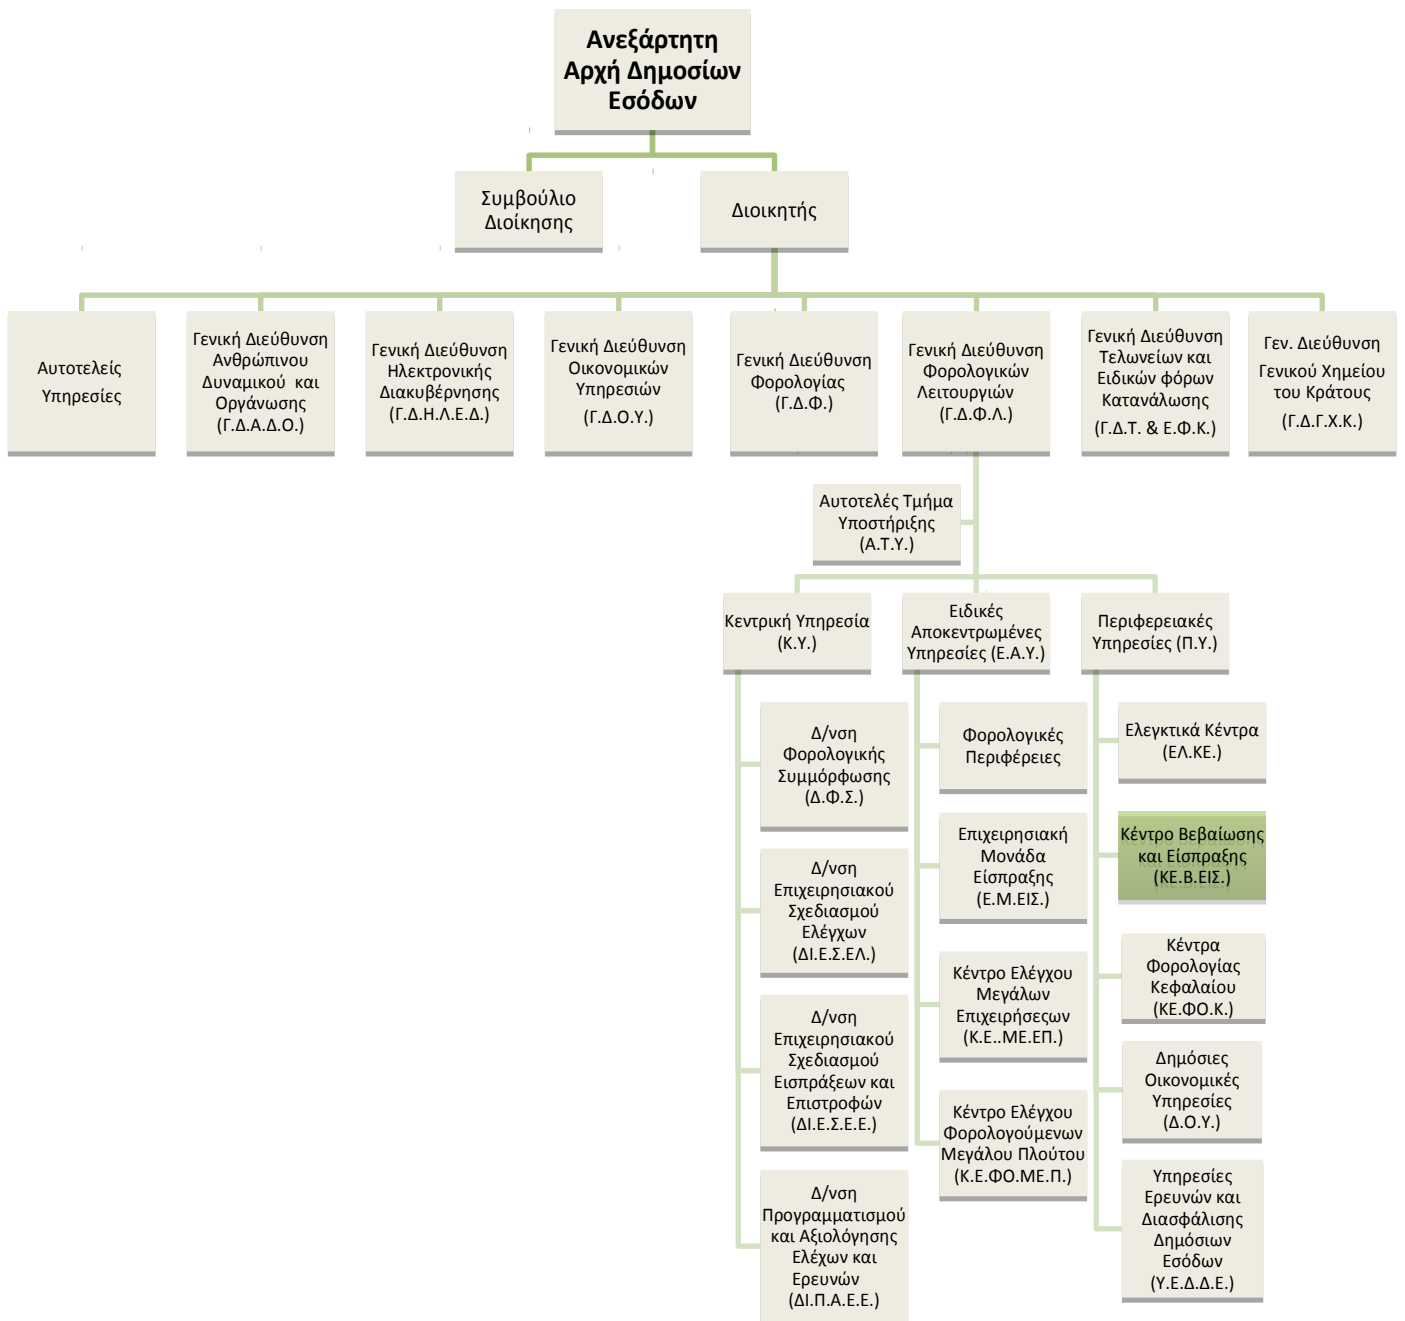 Ανεξάρτητη
Αρχή Δημοσίων
Εσόδων
Συμβούλιο
Διοίκησης
Διοικητής
Αυτοτελείς
Υπηρεσίες
Γενική Διεύθυνση
Ανθρώπινου
Δυναμικού και
Οργάνωσης
(Γ.Δ.Α.Δ.Ο.)
Γενική Διεύθυνση
Ηλεκτρονικής
Διακυβέρνησης
(Γ.Δ.Η.Λ.Ε.Δ.)
Γενική Διεύθυνση
Οικονομικών
Υπηρεσιών
(Γ.Δ.Ο.Υ.)
Γενική Διεύθυνση
Φορολογίας
(Γ.Δ.Φ.)
Γενική Διεύθυνση
Φορολογικών
Λειτουργιών
(Γ.Δ.Φ.Λ.)
Γενική Διεύθυνση
Τελωνείων και
Ειδικών φόρων
Κατανάλωσης
(Γ.Δ.Τ. & Ε.Φ.Κ.)
Γεν. Διεύθυνση
Γενικού Χημείου
του Κράτους
(Γ.Δ.Γ.Χ.Κ.)
Αυτοτελές Τμήμα
Υποστήριξης
(Α.Τ.Υ.)
Κεντρική Υπηρεσία
(Κ.Υ.)
Ειδικές
Αποκεντρωμένες
Υπηρεσίες (Ε.Α.Υ.)
Περιφερειακές
Υπηρεσίες (Π.Υ.)
Δ/νση
Φορολογικής
Συμμόρφωσης
(Δ.Φ.Σ.)
Δ/νση
Επιχειρησιακού
Σχεδιασμού
Ελέγχων
(ΔΙ.Ε.Σ.ΕΛ.)
Δ/νση
Επιχειρησιακού
Σχεδιασμού
Εισπράξεων και
Επιστροφών
(ΔΙ.Ε.Σ.Ε.Ε.)
Δ/νση
Προγραμματισμού
και Αξιολόγησης
Ελέχων και
Ερευνών
(ΔΙ.Π.Α.Ε.Ε.)
Φορολογικές
Περιφέρειες
Επιχειρησιακή
Μονάδα
Είσπραξης
(Ε.Μ.ΕΙΣ.)
Κέντρο Ελέγχου
Μεγάλων
Επιχειρήσεςων
(Κ.Ε..ΜΕ.ΕΠ.)
Κέντρο Ελέγχου
Φορολογούμενων
Μεγάλου Πλούτου
(Κ.Ε.ΦΟ.ΜΕ.Π.)
Ελεγκτικά Κέντρα
(ΕΛ.ΚΕ.)
Κέντρο Βεβαίωσης
και Είσπραξης
(ΚΕ.Β.ΕΙΣ.)
Κέντρα
Φορολογίας
Κεφαλαίου
(ΚΕ.ΦΟ.Κ.)
Δημόσιες
Οικονομικές
Υπηρεσίες
(Δ.Ο.Υ.)
Υπηρεσίες
Ερευνών και
Διασφάλισης
Δημόσιων
Εσόδων
(Υ.Ε.Δ.Δ.Ε.)